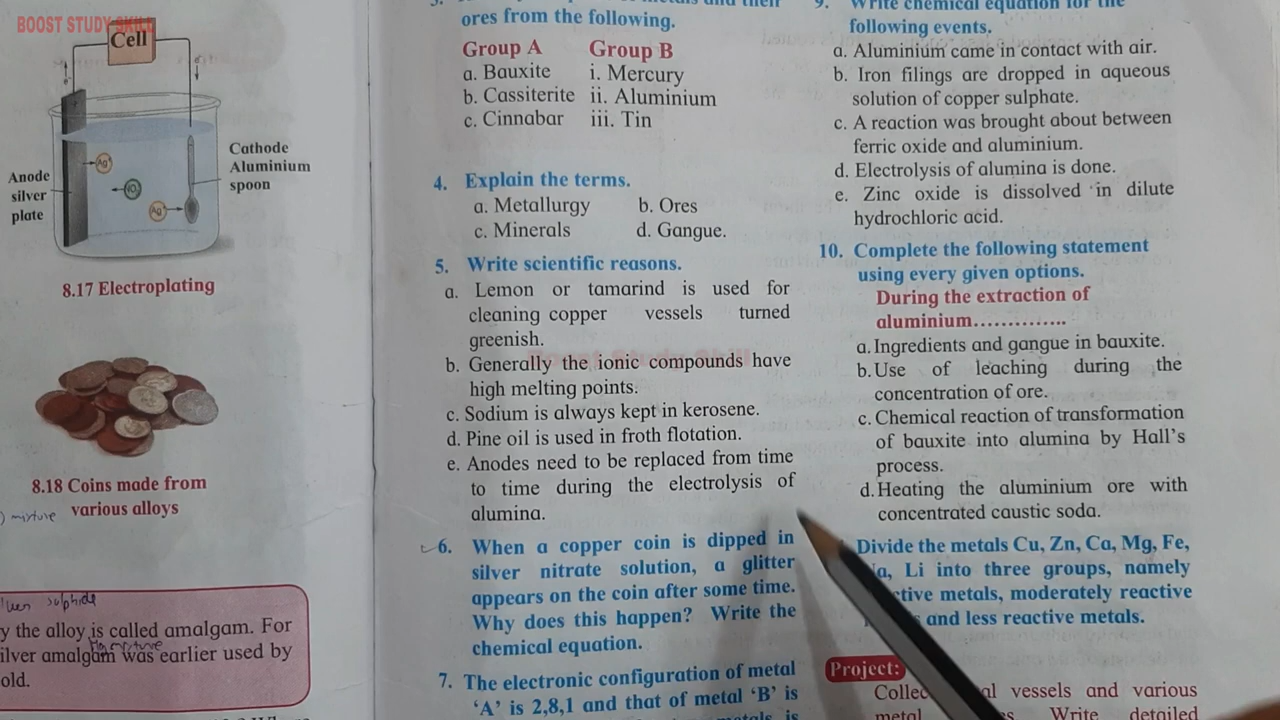 BOOST STUDY SKILL
Cell
Ag
Ag
Cathode
Aluminium
spoon
Anode
silver
plate
8.17 Electroplating
8.18 Coins made from
various alloys
mixture
sulphide
y the alloy is called amalgam. For
mixture
ilver amalgam was earlier used by
old.
ores from the following.
Group A Group B
a. Bauxite i. Mercury
b. Cassiterite ii. Aluminium
c. Cinnabar iii. Tin
4. Explain the terms.
a. Metallurgy b. Ores
c. Minerals d. Gangue.
5. Write scientific reasons.
a. Lemon or tamarind is used for
cleaning copper vessels turned
greenish.
b. Generally the ionic compounds have
high melting points.
c. Sodium is always kept in kerosene.
d. Pine oil is used in froth flotation.
e. Anodes need to be replaced from time
to time during the electrolysis of
alumina.
6. When a copper coin is dipped in
silver nitrate solution, a glitter
appears on the coin after some time.
Why does this happen? Write the
chemical equation.
7. The electronic configuration of metal
'A' is 2,8,1 and that of metal 'B' is
metals is
9. Write chemical equation for the
following events.
a. Aluminium came in contact with air.
b. Iron filings are dropped in aqueous
solution of copper sulphate.
c. A reaction was brought about between
ferric oxide and aluminium.
d. Electrolysis of alumina is done.
e. Zinc oxide is dissolved in dilute
hydrochloric acid.
10. Complete the following statement
using every given options.
During the extraction of
aluminium..............
a. Ingredients and gangue in bauxite.
b. Use of leaching during the
concentration of ore.
c. Chemical reaction of transformation
of bauxite into alumina by Hall's
process.
d. Heating the aluminium ore with
concentrated caustic soda.
Divide the metals Cu, Zn, Ca, Mg, Fe,
Li into three groups, namely
ctive metals, moderately reactive
and less reactive metals.
Project:
Collec al vessels and various
metal Write detailed